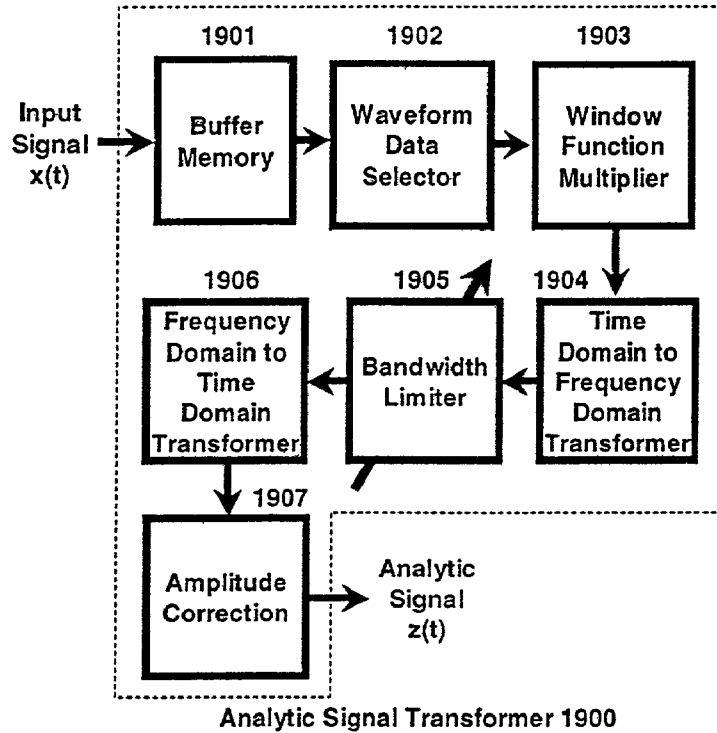 1901
1902
1903
Input
Signal
x(t)
Buffer
Memory
Waveform
Data
Selector
Window
Function
Multiplier
1906
1905
1904
Frequency
Domain to
Time
Domain
Transformer
Bandwidth
Limiter
Time
Domain to
Frequency
Domain
Transformer
1907
Amplitude
Correction
Analytic
Signal
z(t)
Analytic Signal Transformer 1900